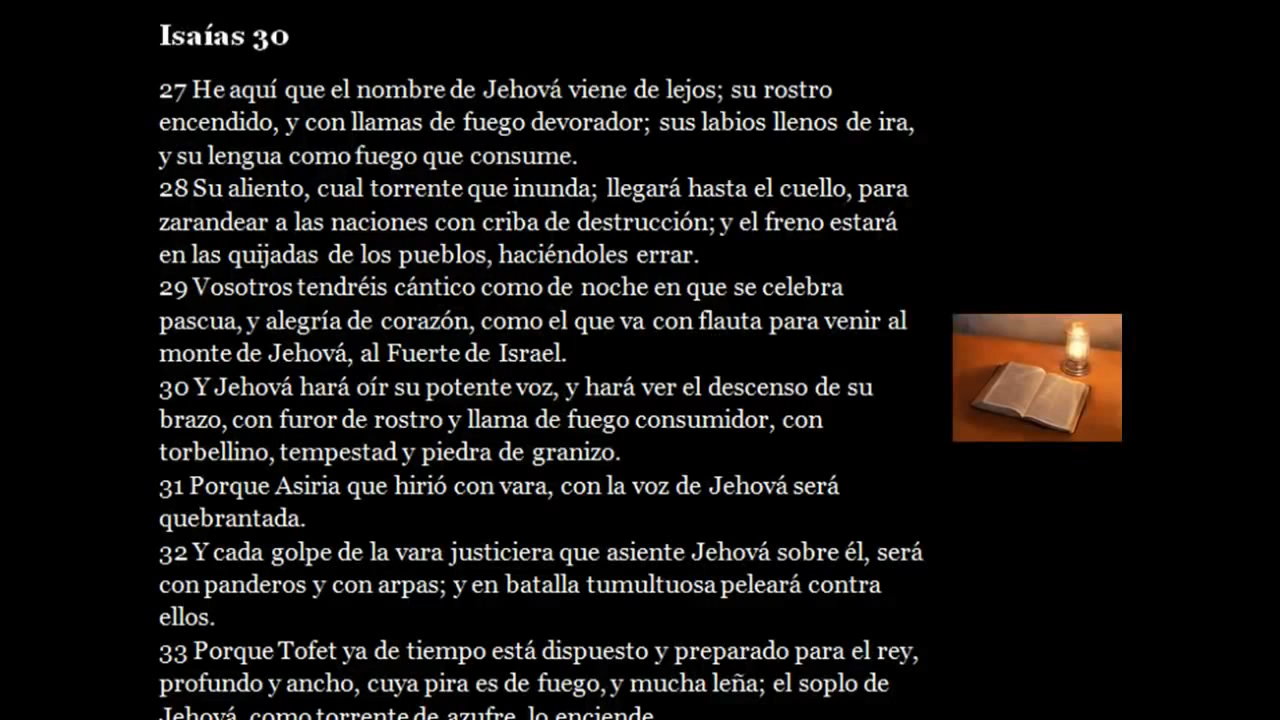 Isaías 30
27 He aquí que el nombre de Jehová viene de lejos; su rostro
encendido, y con llamas de fuego devorador; sus labios llenos de ira,
y su lengua como fuego que consume.
28 Su aliento, cual torrente que inunda; llegará hasta el cuello, para
zarandear a las naciones con criba de destrucción; y el freno estará
en las quijadas de los pueblos, haciéndoles errar.
29 Vosotros tendréis cántico como de noche en que se celebra
pascua, y alegría de corazón, como el que va con flauta para venir al
monte de Jehová, al Fuerte de Israel.
30 Y Jehová hará oír su potente voz, y hará ver el descenso de su
brazo, con furor de rostro y llama de fuego consumidor, con
torbellino, tempestad y piedra de granizo.
31 Porque Asiria que hirió con vara, con la voz de Jehová será
quebrantada.
32 Y cada golpe de la vara justiciera que asiente Jehová sobre él, será
con panderos y con arpas; y en batalla tumultuosa peleará contra
ellos.
33 Porque Tofet ya de tiempo está dispuesto y preparado para el rey,
profundo y ancho, cuya pira es de fuego, y mucha leña; el soplo de
Jehová, como torrente de azufre, lo enciende.